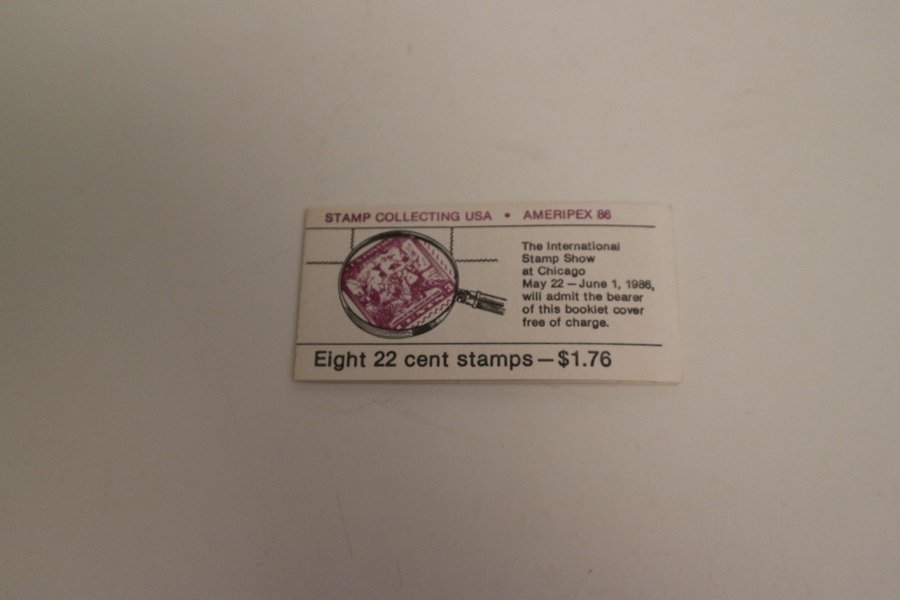 STAMP COLLECTING USA • AMERIPEX 86
The International
Stamp Show
at Chicago
May 22 — June 1, 1986,
will admit the bearer
of this booklet cover
free of charge.
Eight 22 cent stamps — $1.76